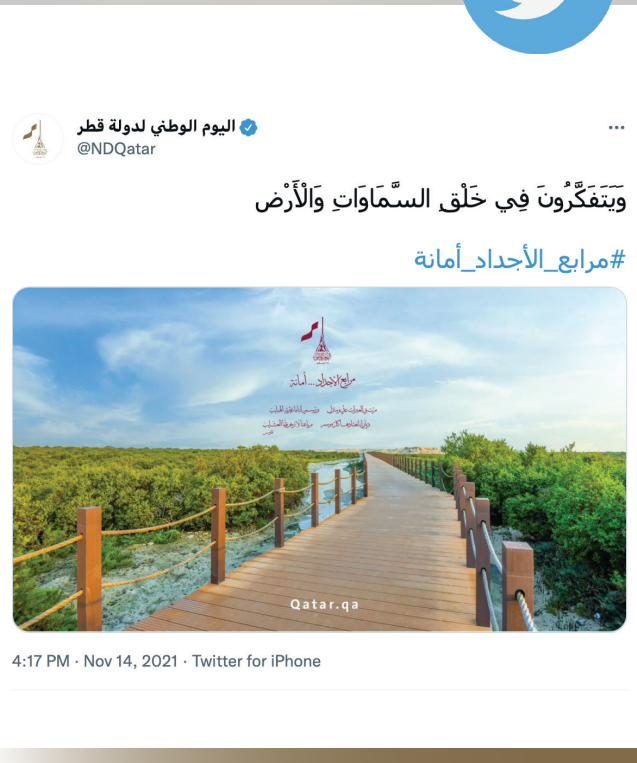 اليوم الوطني لدولة قطر
@NDQatar
وَيَتَفَكَّرُونَ فِي خَلْقِ السَّمَاوَاتِ وَالْأَرْض
#مرابع_الأجداد_أمانة
مرابع الأجداد... أمانة
Qatar.qa
4:17 PM · Nov 14, 2021 · Twitter for iPhone